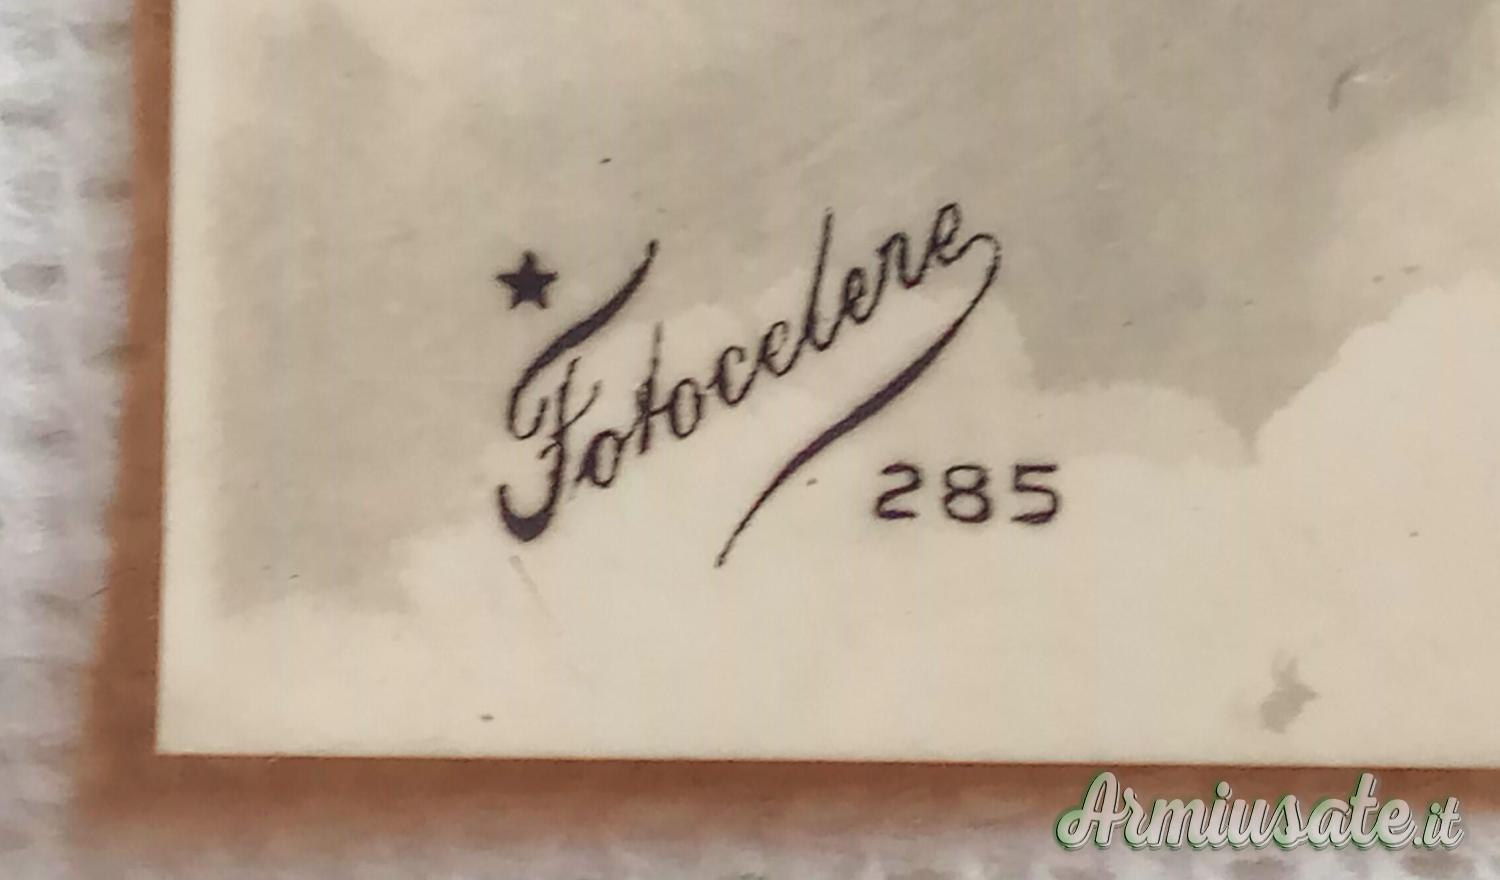 ★
Fotocelere
285
Armiusate.it